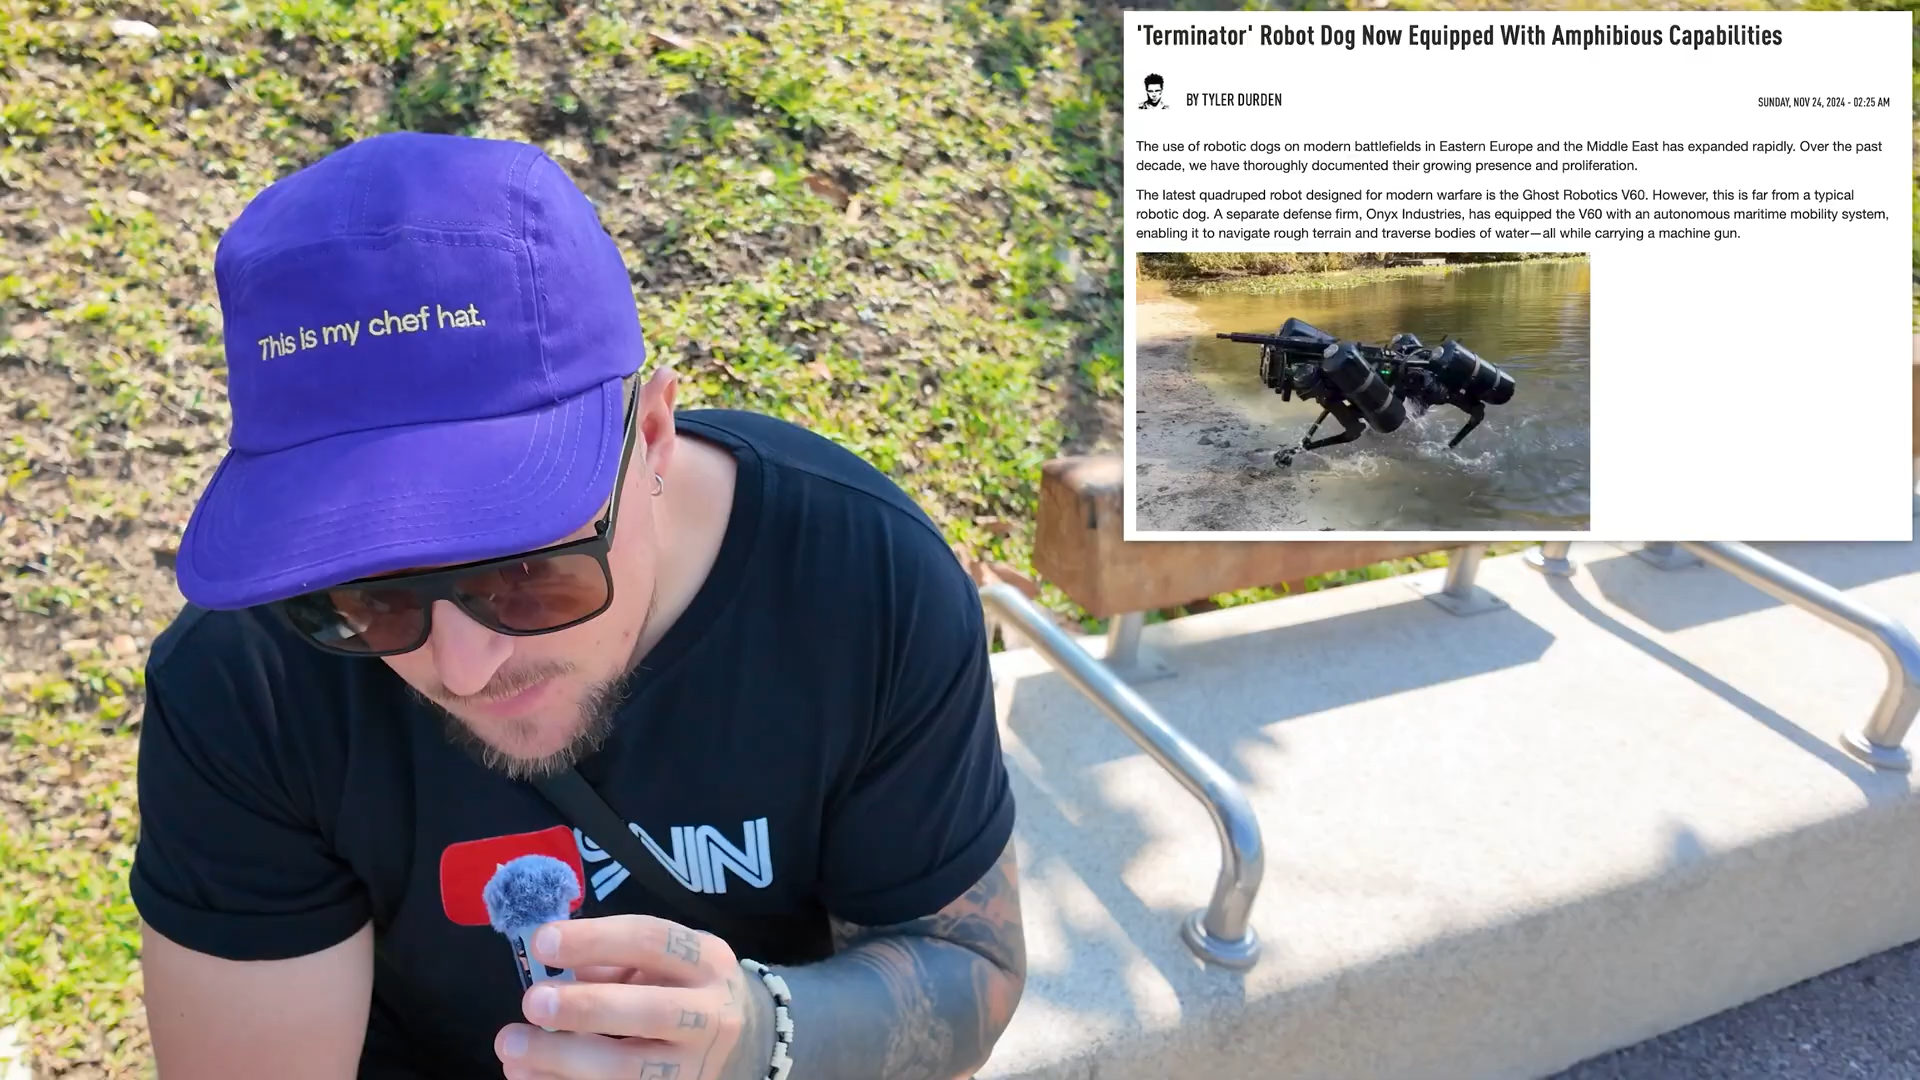 'Terminator' Robot Dog Now Equipped With Amphibious Capabilities
BY TYLER DURDEN
SUNDAY, NOV 24, 2024 - 02:25 AM
The use of robotic dogs on modern battlefields in Eastern Europe and the Middle East has expanded rapidly. Over the past
decade, we have thoroughly documented their growing presence and proliferation.
The latest quadruped robot designed for modern warfare is the Ghost Robotics V60. However, this is far from a typical
robotic dog. A separate defense firm, Onyx Industries, has equipped the V60 with an autonomous maritime mobility system,
enabling it to navigate rough terrain and traverse bodies of water—all while carrying a machine gun.
This is my chef hat.